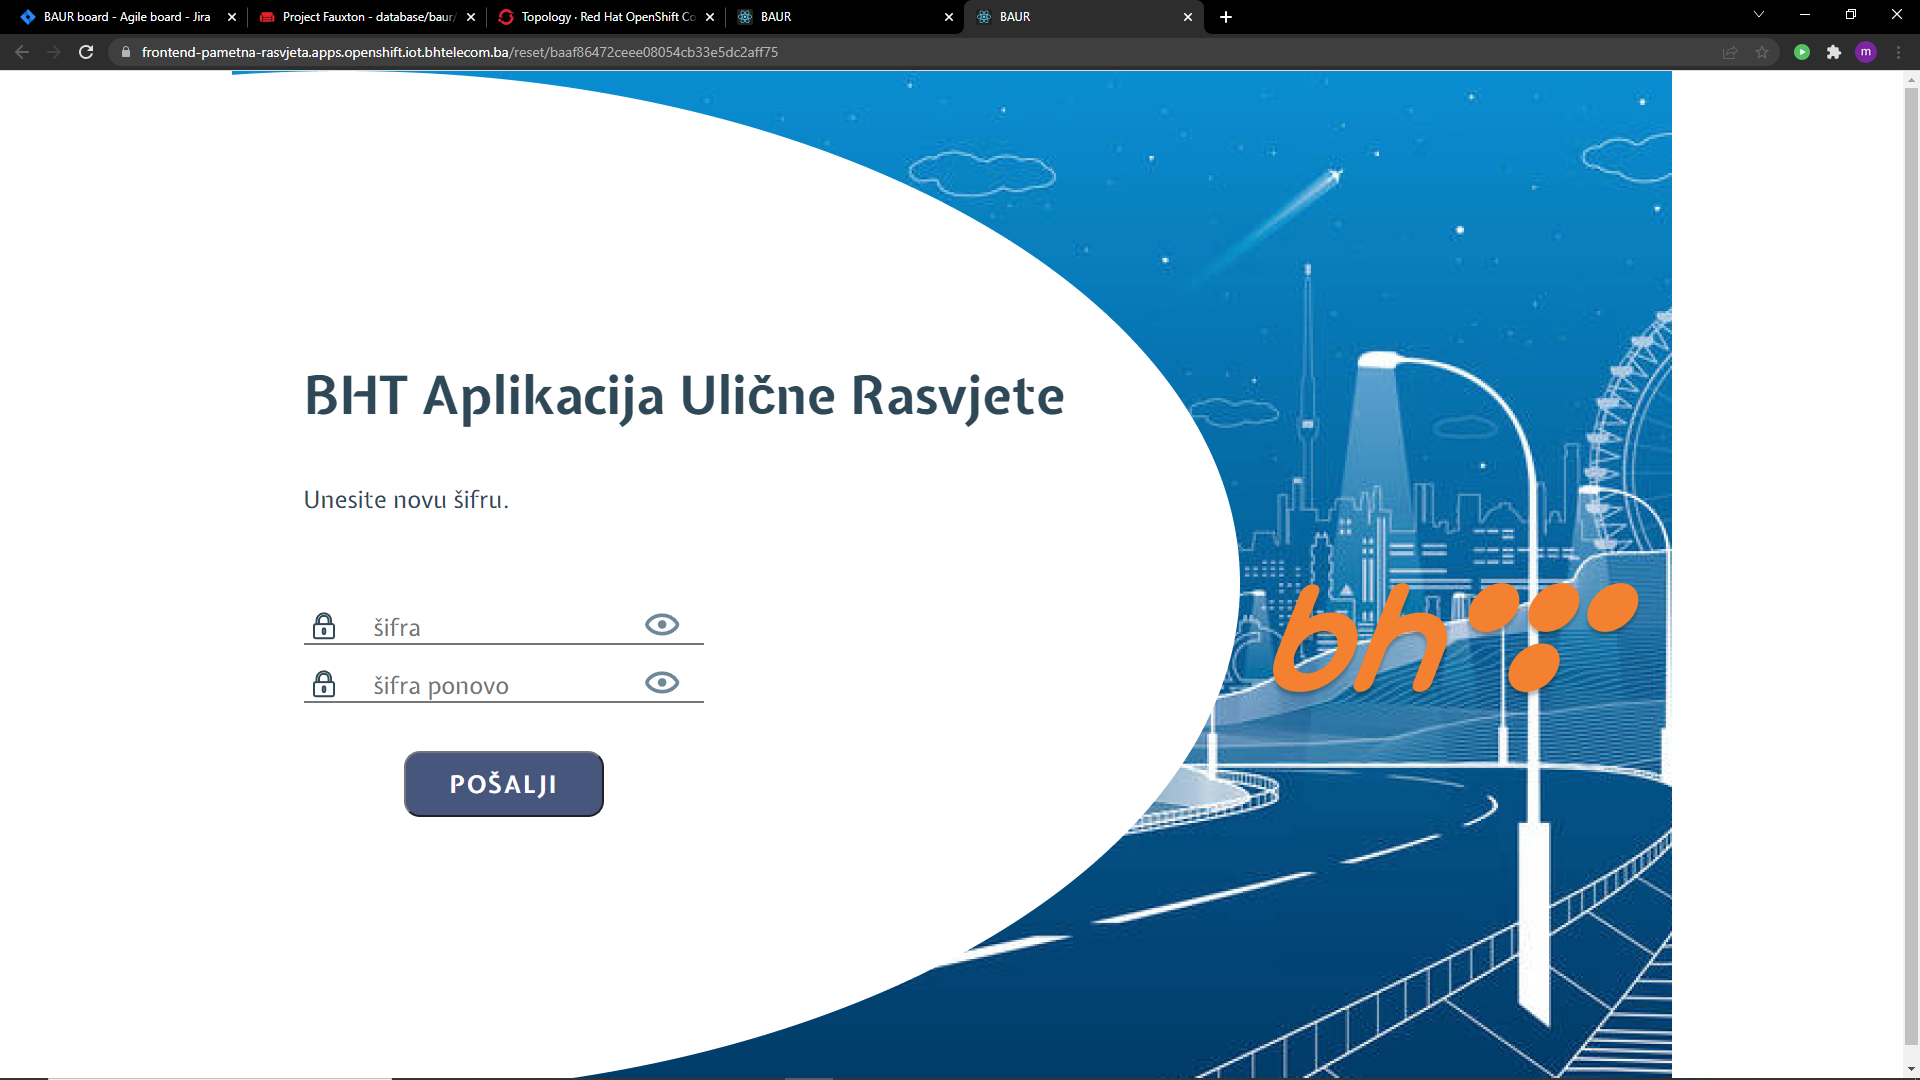 BAUR board - Agile board - Jira
Project Fauxton - database/baur/
Topology · Red Hat OpenShift Co
BAUR
BAUR
frontend-pametna-rasvjeta.apps.openshift.iot.bhtelecom.ba/reset/baaf86472ceee08054cb33e5dc2aff75
m
BHT Aplikacija Ulične Rasvjete
Unesite novu šifru.
šifra
šifra ponovo
POŠALJI
bh